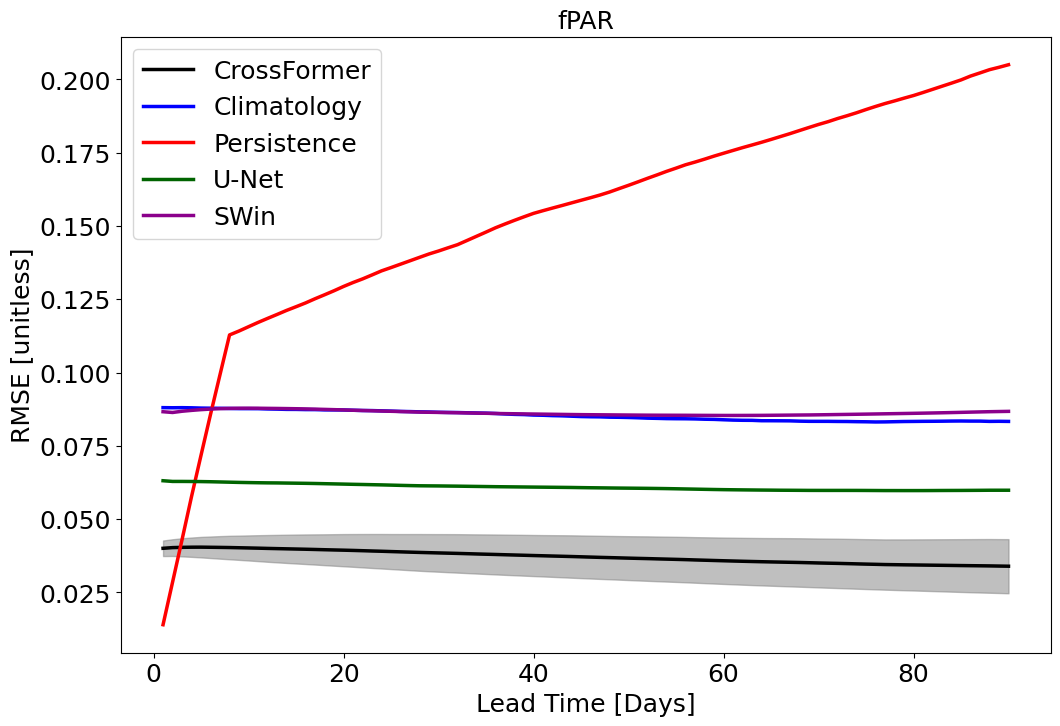 fPAR
CrossFormer
Climatology
Persistence
U-Net
SWin
RMSE [unitless]
0.200
0.175
0.150
0.125
0.100
0.075
0.050
0.025
0
20
40
60
80
Lead Time [Days]